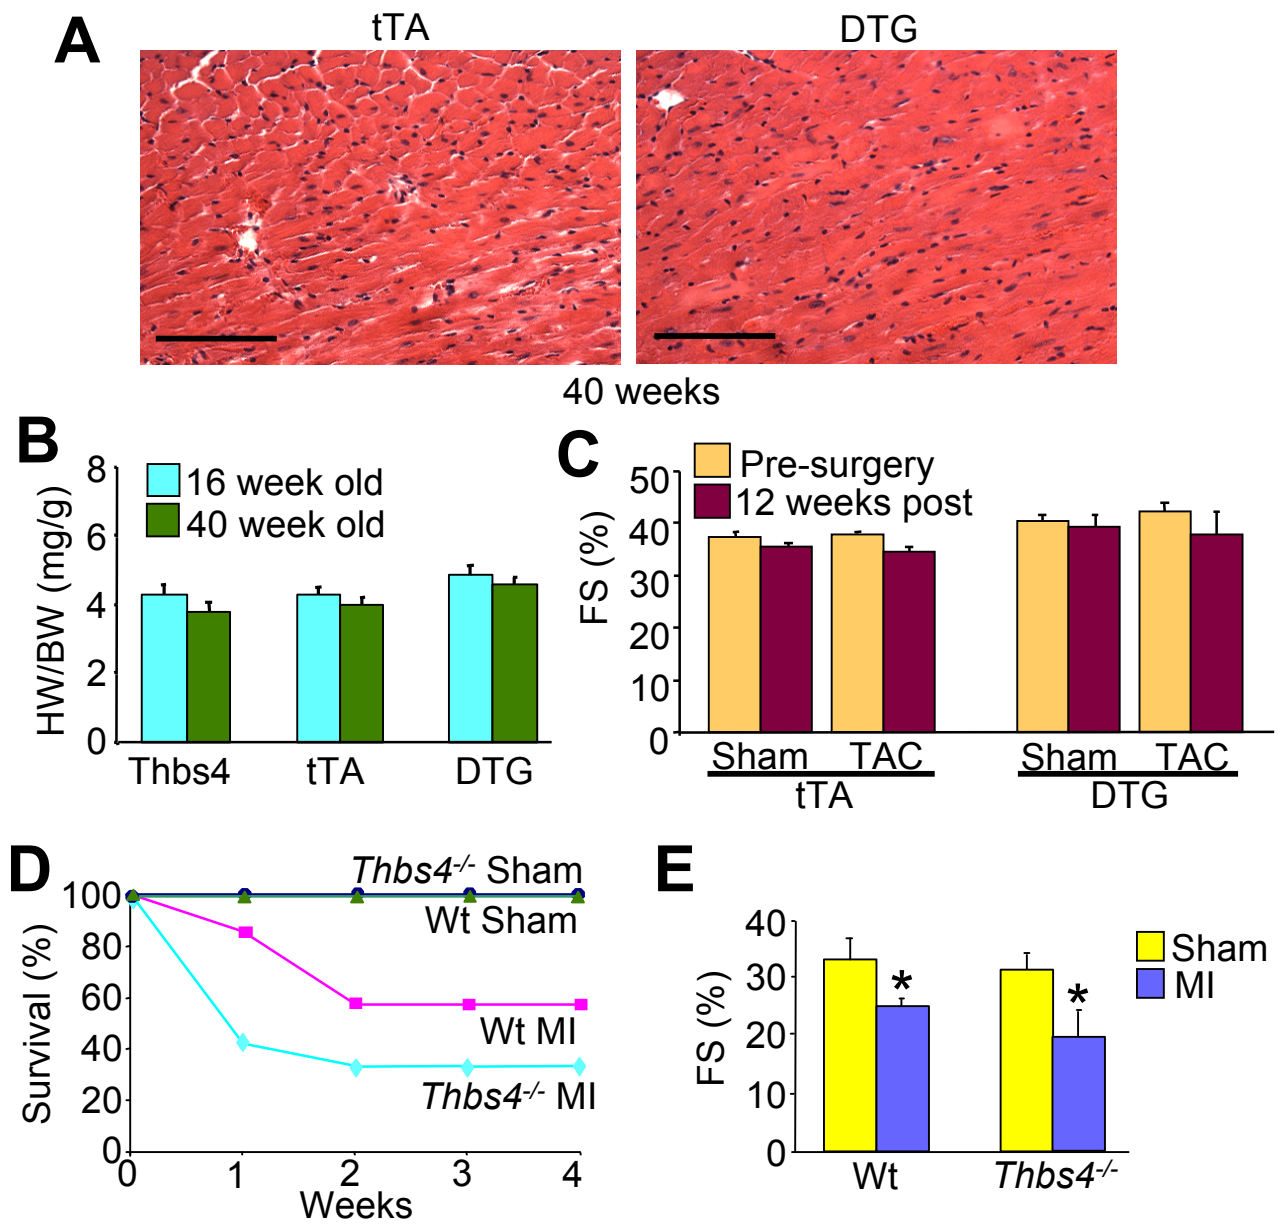 A
tTA
DTG
40 weeks
B
HW/BW (mg/g)
8
6
4
2
0
16 week old
40 week old
Thbs4
tTA
DTG
C
FS (%)
50
40
30
20
10
0
Pre-surgery
12 weeks post
Sham
TAC
Sham
TAC
tTA
DTG
D
Survival (%)
100
80
60
40
20
0
Thbs4-/- Sham
Wt Sham
Wt MI
Thbs4-/- MI
0 1 2 3 4
Weeks
E
FS (%)
40
30
20
10
0
*
*
Sham
MI
Wt
Thbs4-/-